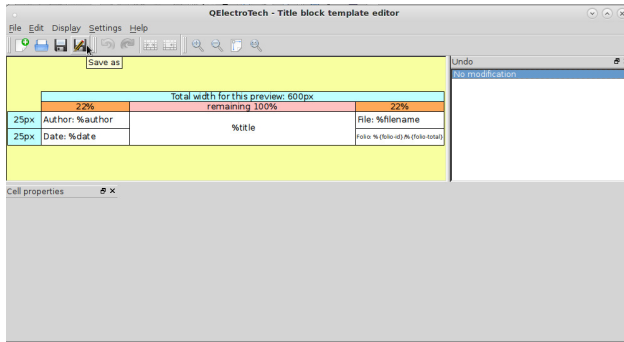 QElectroTech - Title block template editor
File Edit Display Settings Help
Save as
Undo
No modification
Total width for this preview: 600px
22% remaining 100% 22%
25px Author: %author %title File: %filename
25px Date: %date Folio: % {folio-id} /% {folio-total}
Cell properties